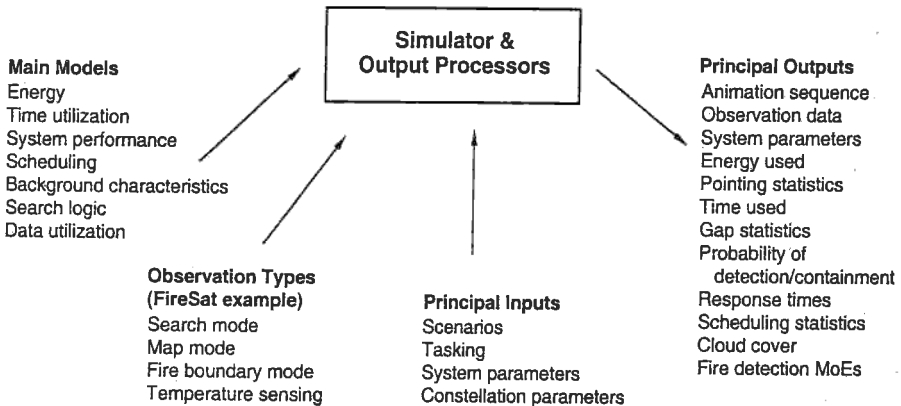 Simulator &
Output Processors
Main Models
Energy
Time utilization
System performance
Scheduling
Background characteristics
Search logic
Data utilization
Observation Types
(FireSat example)
Search mode
Map mode
Fire boundary mode
Temperature sensing
Principal Inputs
Scenarios
Tasking
System parameters
Constellation parameters
Principal Outputs
Animation sequence
Observation data
System parameters
Energy used
Pointing statistics
Time used
Gap statistics
Probability of
detection/containment
Response times
Scheduling statistics
Cloud cover
Fire detection MoEs